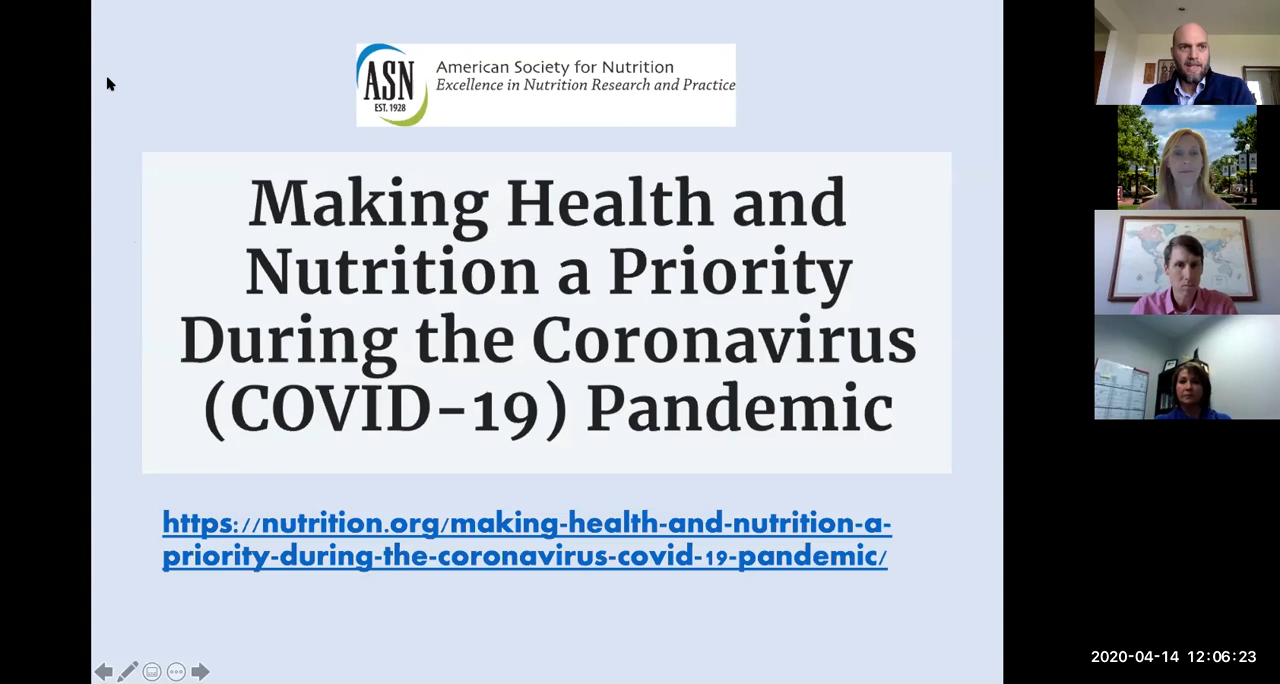 ASN
EST. 1928
American Society for Nutrition
Excellence in Nutrition Research and Practice
Making Health and
Nutrition a Priority
During the Coronavirus
(COVID-19) Pandemic
https://nutrition.org/making-health-and-nutrition-a-
priority-during-the-coronavirus-covid-19-pandemic/
2020-04-14 12:06:23